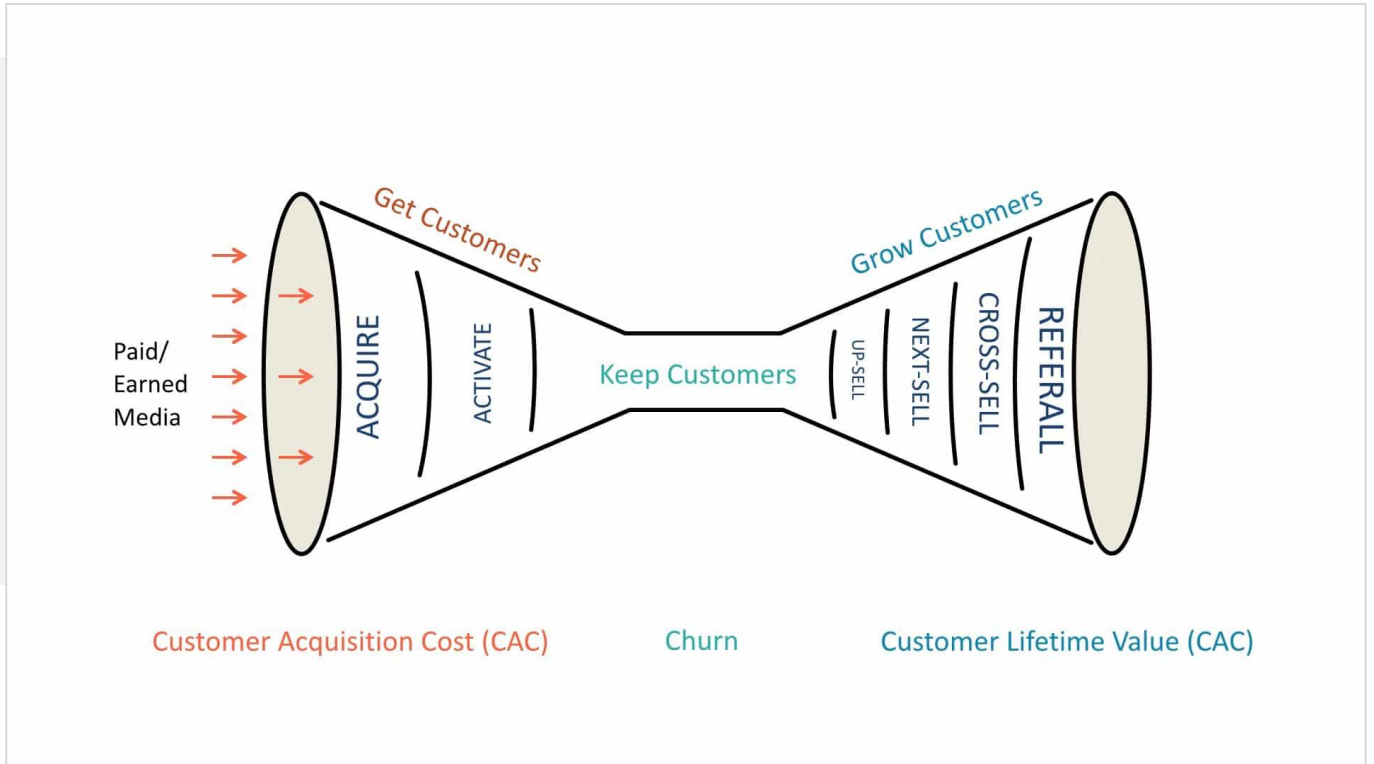 Get Customers
Grow Customers
Paid/
Earned
Media
ACQUIRE
ACTIVATE
Keep Customers
UP-SELL
NEXT-SELL
CROSS-SELL
REFERALL
Customer Acquisition Cost (CAC)
Churn
Customer Lifetime Value (CAC)